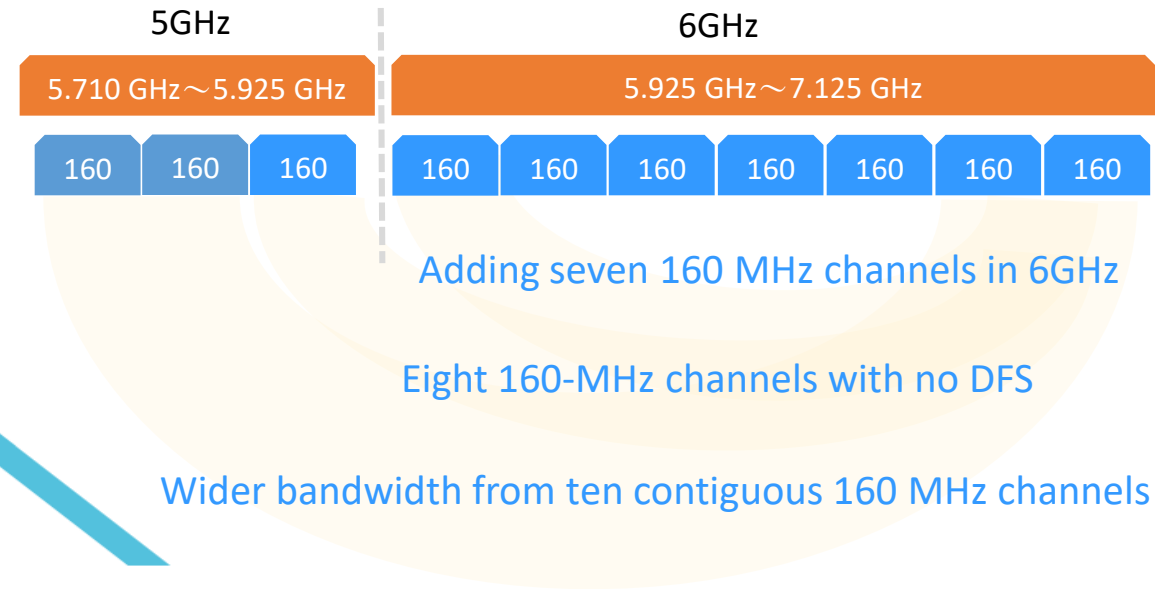 5GHz 6GHz
5.710 GHz～5.925 GHz 5.925 GHz～7.125 GHz
160 160 160 160 160 160 160 160 160 160
Adding seven 160 MHz channels in 6GHz
Eight 160-MHz channels with no DFS
Wider bandwidth from ten contiguous 160 MHz channels